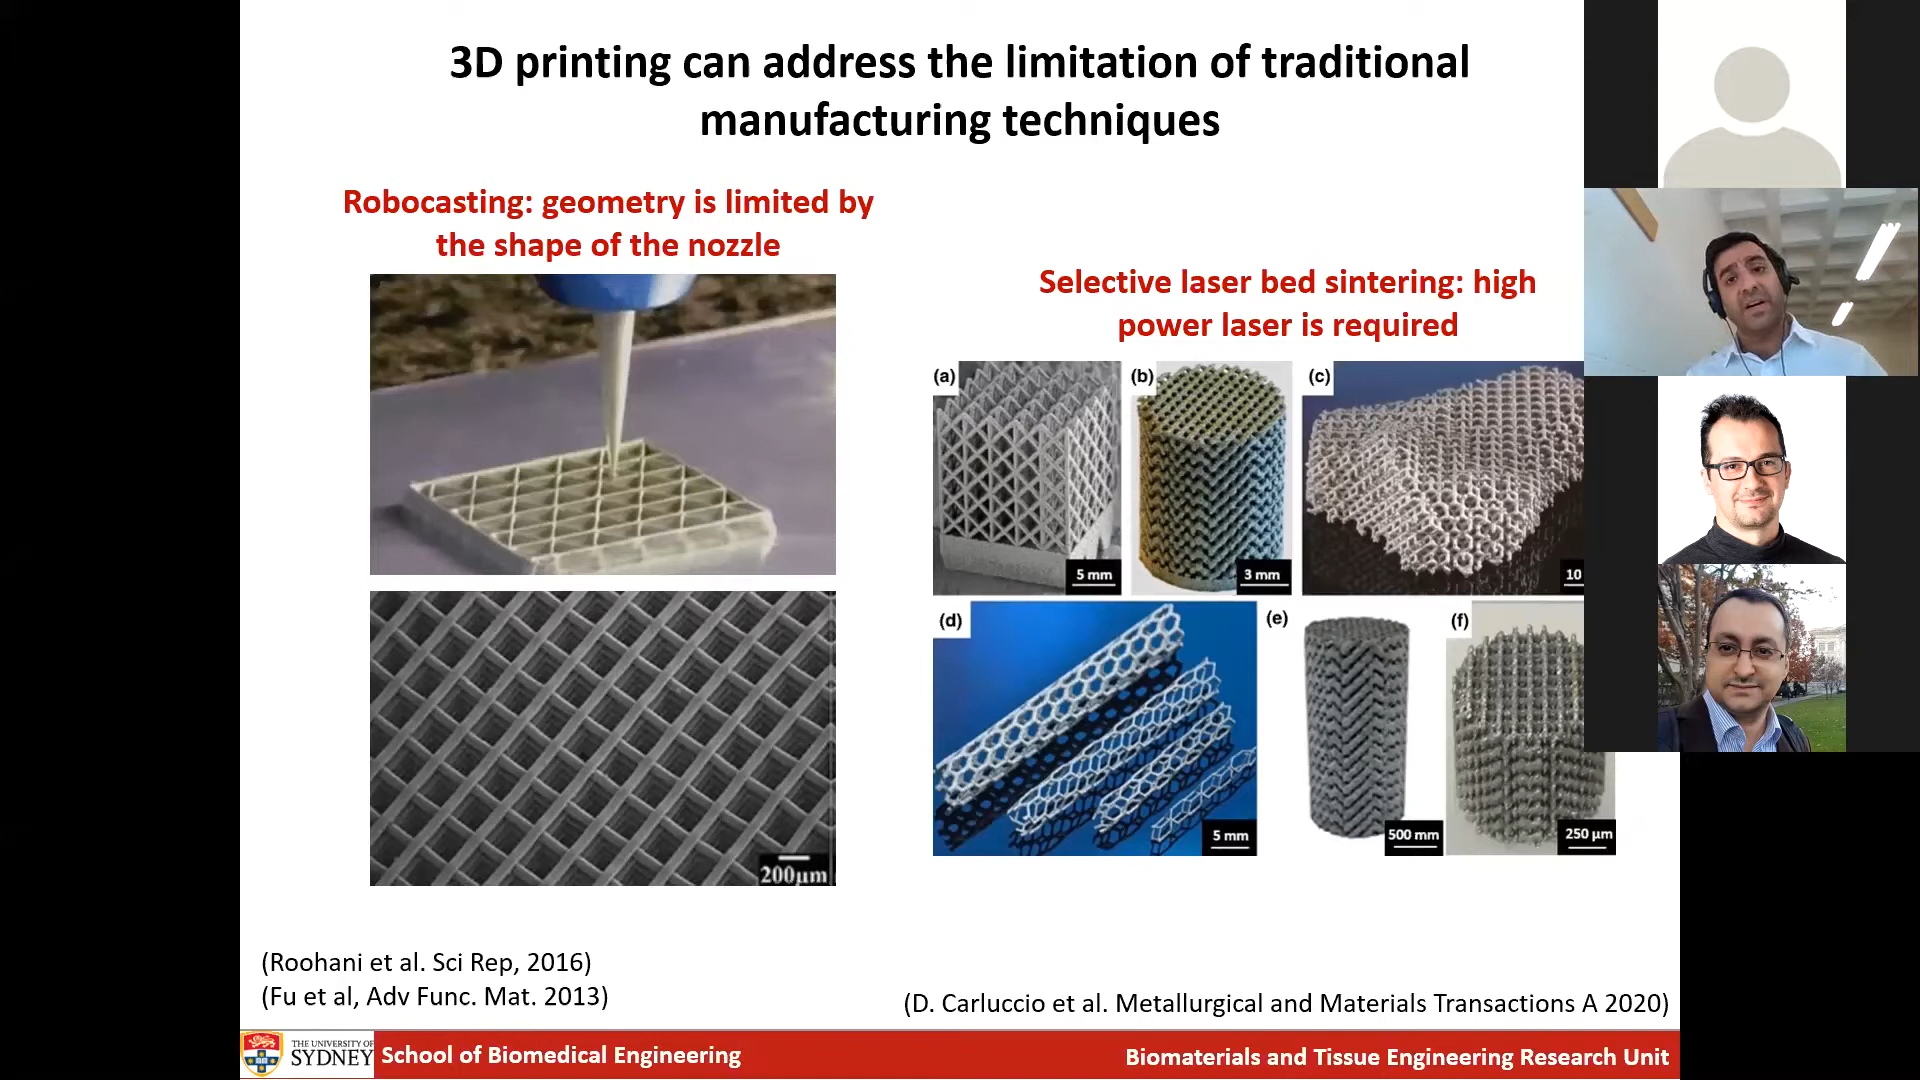 3D printing can address the limitation of traditional
manufacturing techniques
Robocasting: geometry is limited by
the shape of the nozzle
Selective laser bed sintering: high
power laser is required
(a)
(b)
(c)
5 mm
3 mm
10
200µm
(d)
(e)
(f)
5 mm
500 mm
250 µm
(Roohani et al. Sci Rep, 2016)
(Fu et al, Adv Func. Mat. 2013)
(D. Carluccio et al. Metallurgical and Materials Transactions A 2020)
THE UNIVERSITY OF
SYDNEY
School of Biomedical Engineering
Biomaterials and Tissue Engineering Research Unit